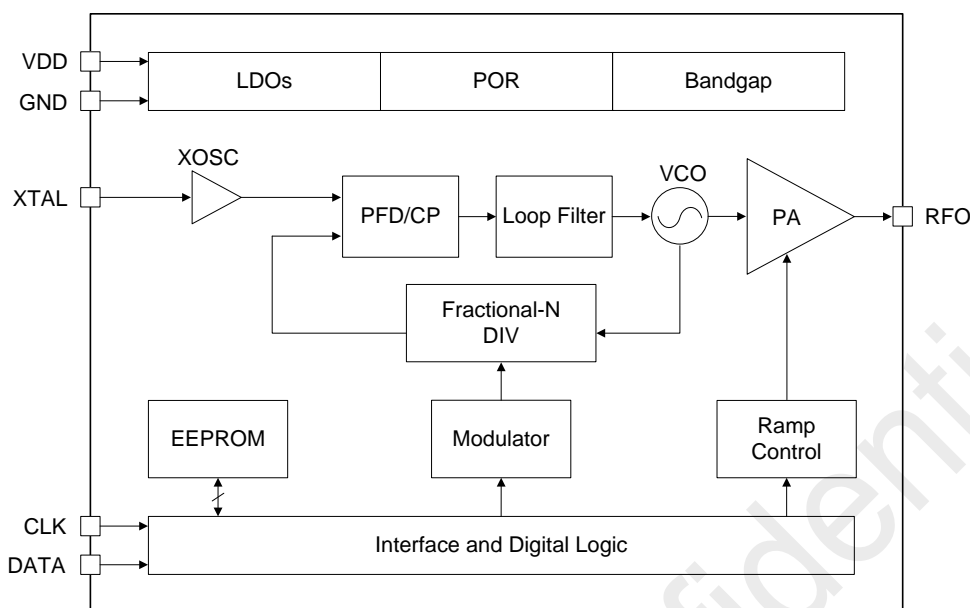 VDD
LDOs
POR
Bandgap
GND
XOSC
VCO
XTAL
PFD/CP
Loop Filter
PA
RFO
Fractional-N
DIV
EEPROM
Modulator
Ramp
Control
CLK
Interface and Digital Logic
DATA